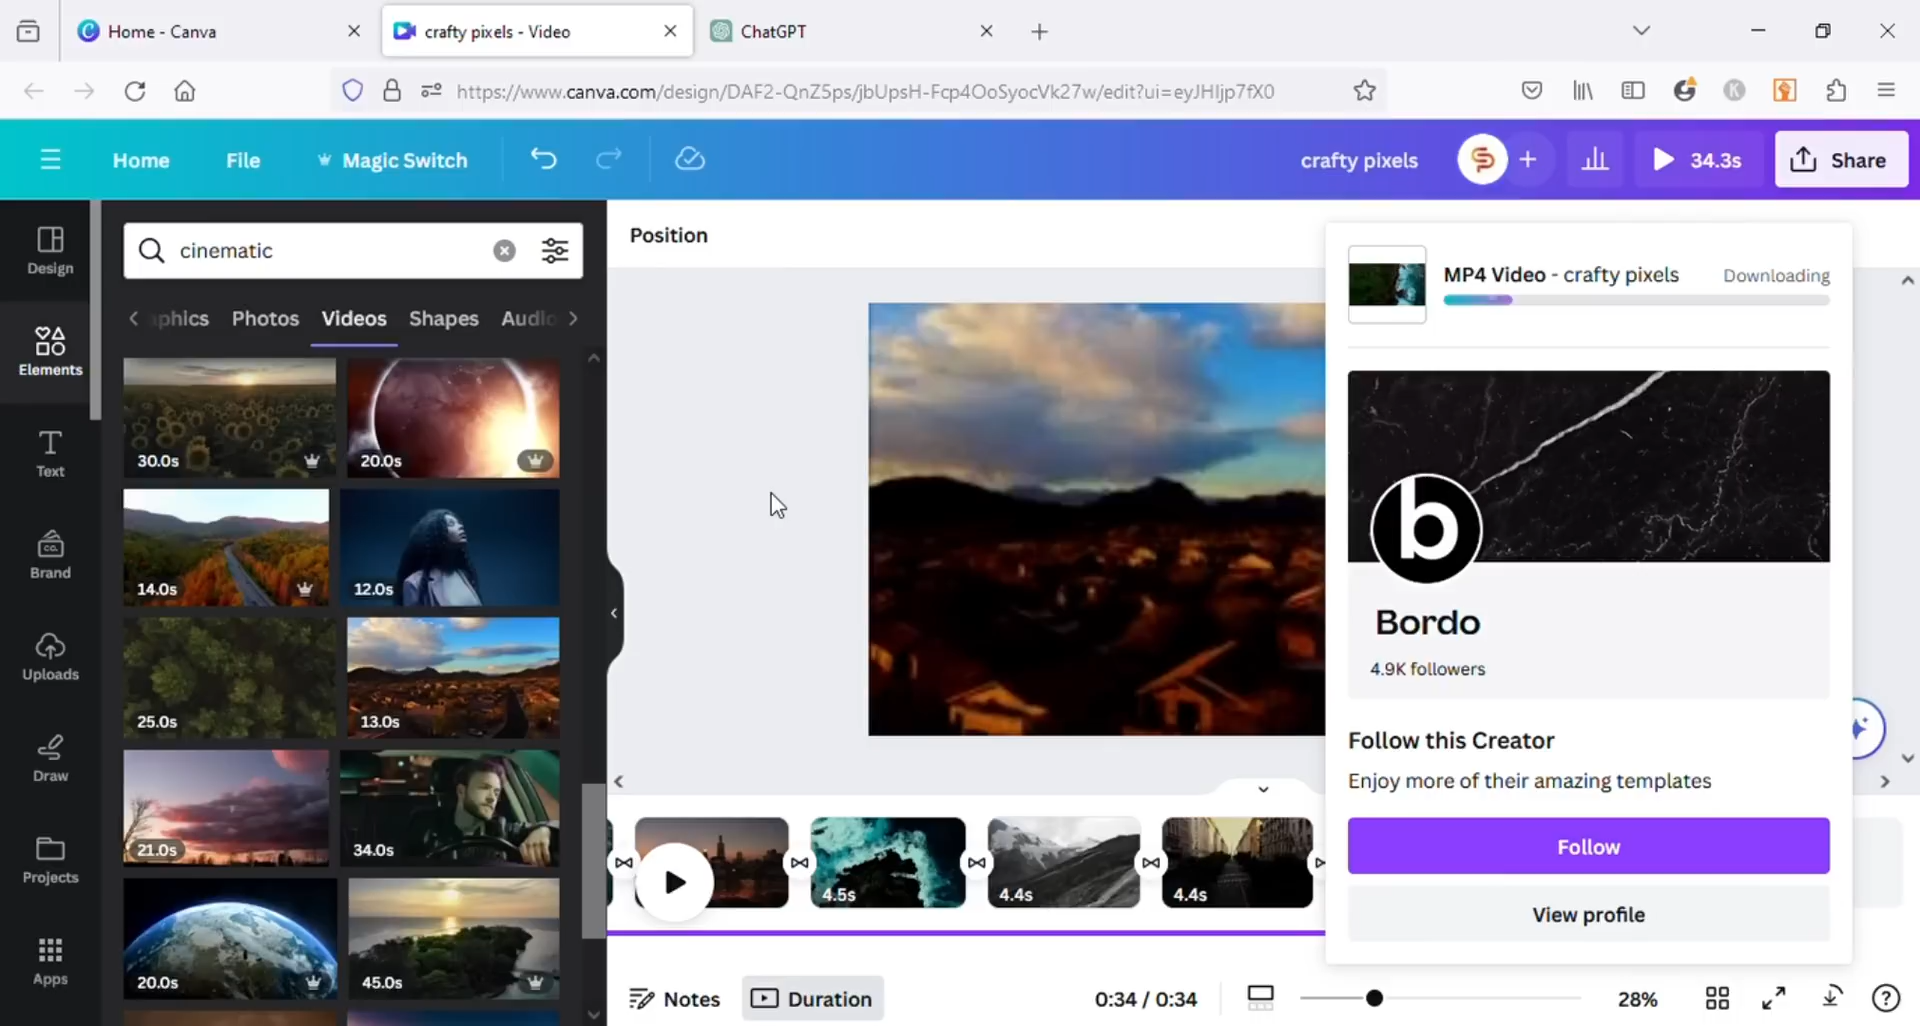 Home - Canva
crafty pixels - Video
ChatGPT
https://www.canva.com/design/DAF2-QnZ5ps/jbUpsH-Fcp4OoSyocVk27w/edit?ui=eyJHIjp7fX0
K
Home
File
Magic Switch
crafty pixels
34.3s
Share
Design
Elements
Text
Brand
CO.
Uploads
Draw
Projects
Apps
cinematic
aphics
Photos
Videos
Shapes
Audio
30.0s
20.0s
14.0s
12.0s
25.0s
13.0s
21.0s
34.0s
20.0s
45.0s
Position
MP4 Video - crafty pixels
Downloading
b
Bordo
4.9K followers
Follow this Creator
Enjoy more of their amazing templates
Follow
View profile
4.5s
4.4s
4.4s
Notes
Duration
0:34 / 0:34
28%